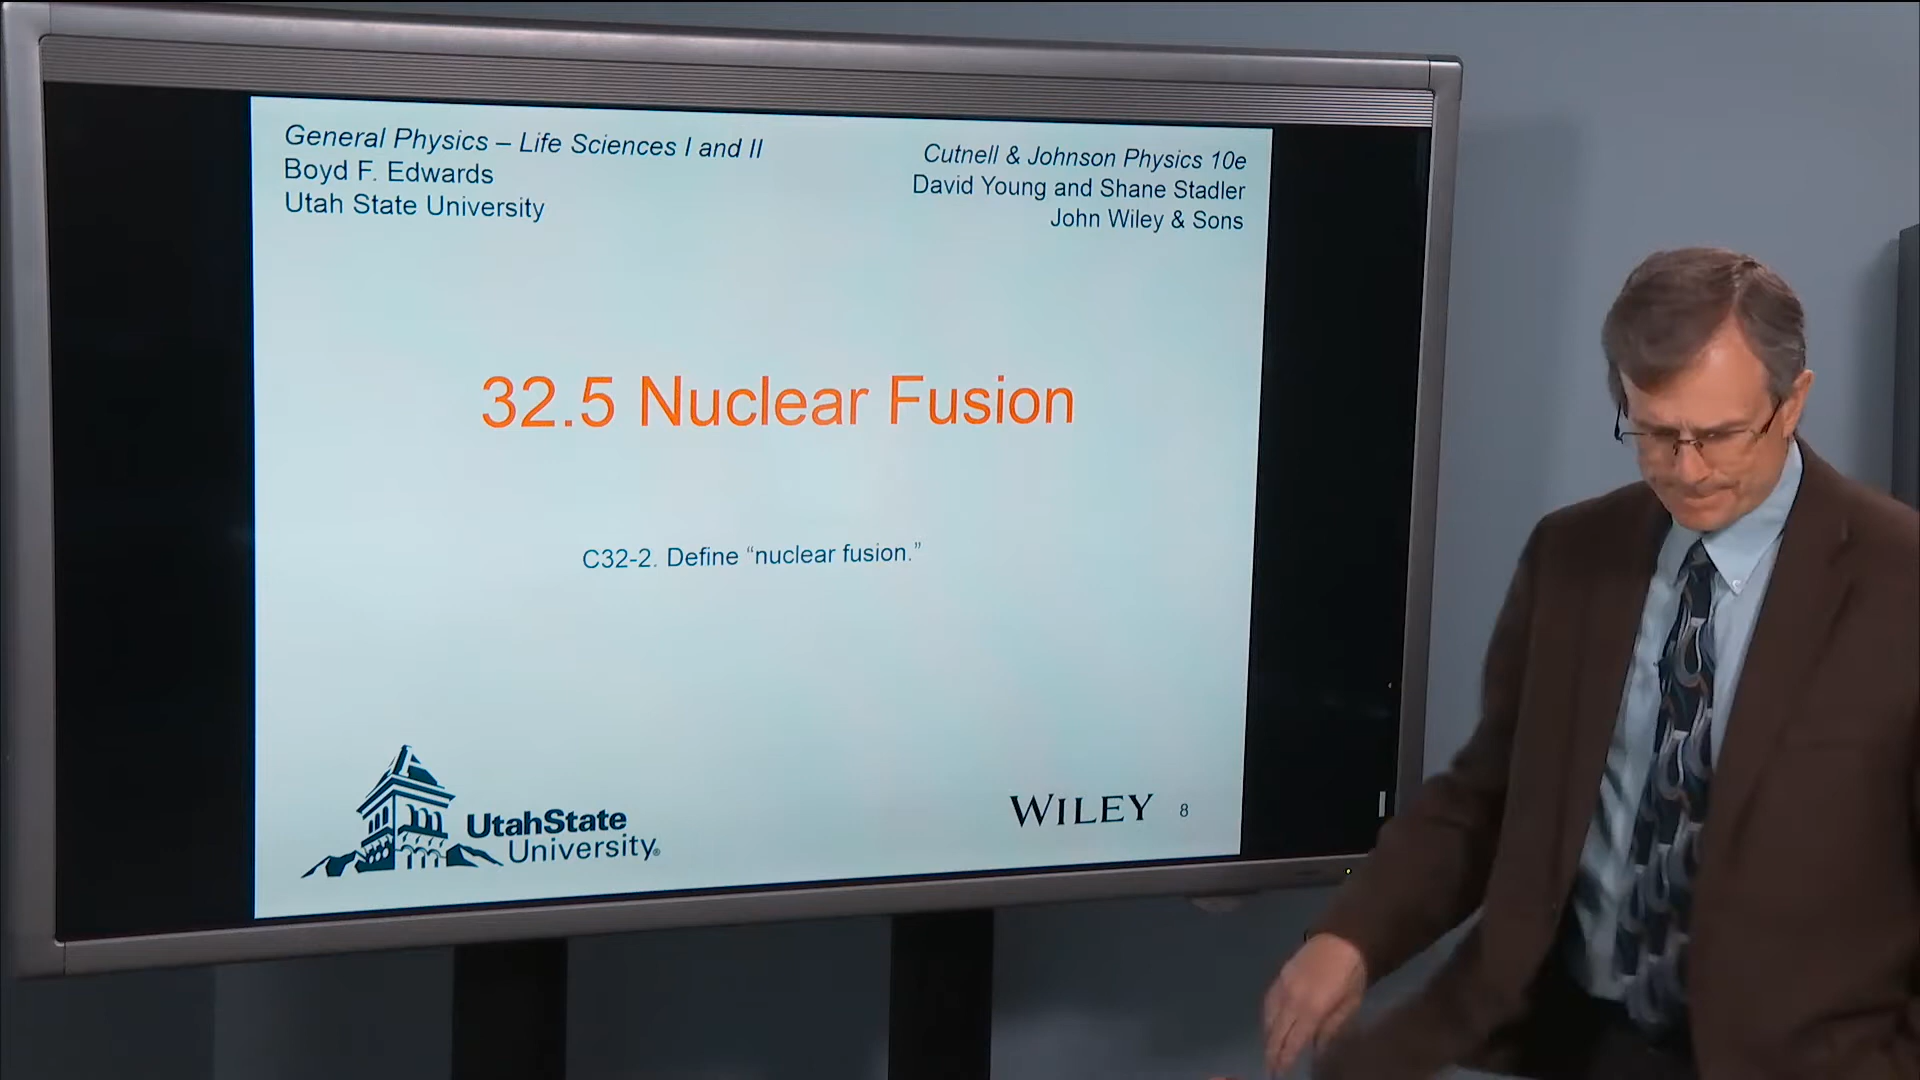 General Physics – Life Sciences I and II
Boyd F. Edwards
Utah State University
Cutnell & Johnson Physics 10e
David Young and Shane Stadler
John Wiley & Sons
32.5 Nuclear Fusion
C32-2. Define “nuclear fusion.”
UtahState
University®
WILEY
8